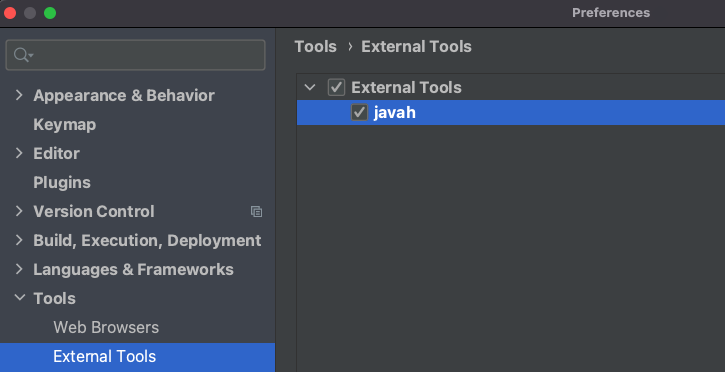 Preferences
Tools › External Tools
External Tools
javah
Appearance & Behavior
Keymap
Editor
Plugins
Version Control
Build, Execution, Deployment
Languages & Frameworks
Tools
Web Browsers
External Tools